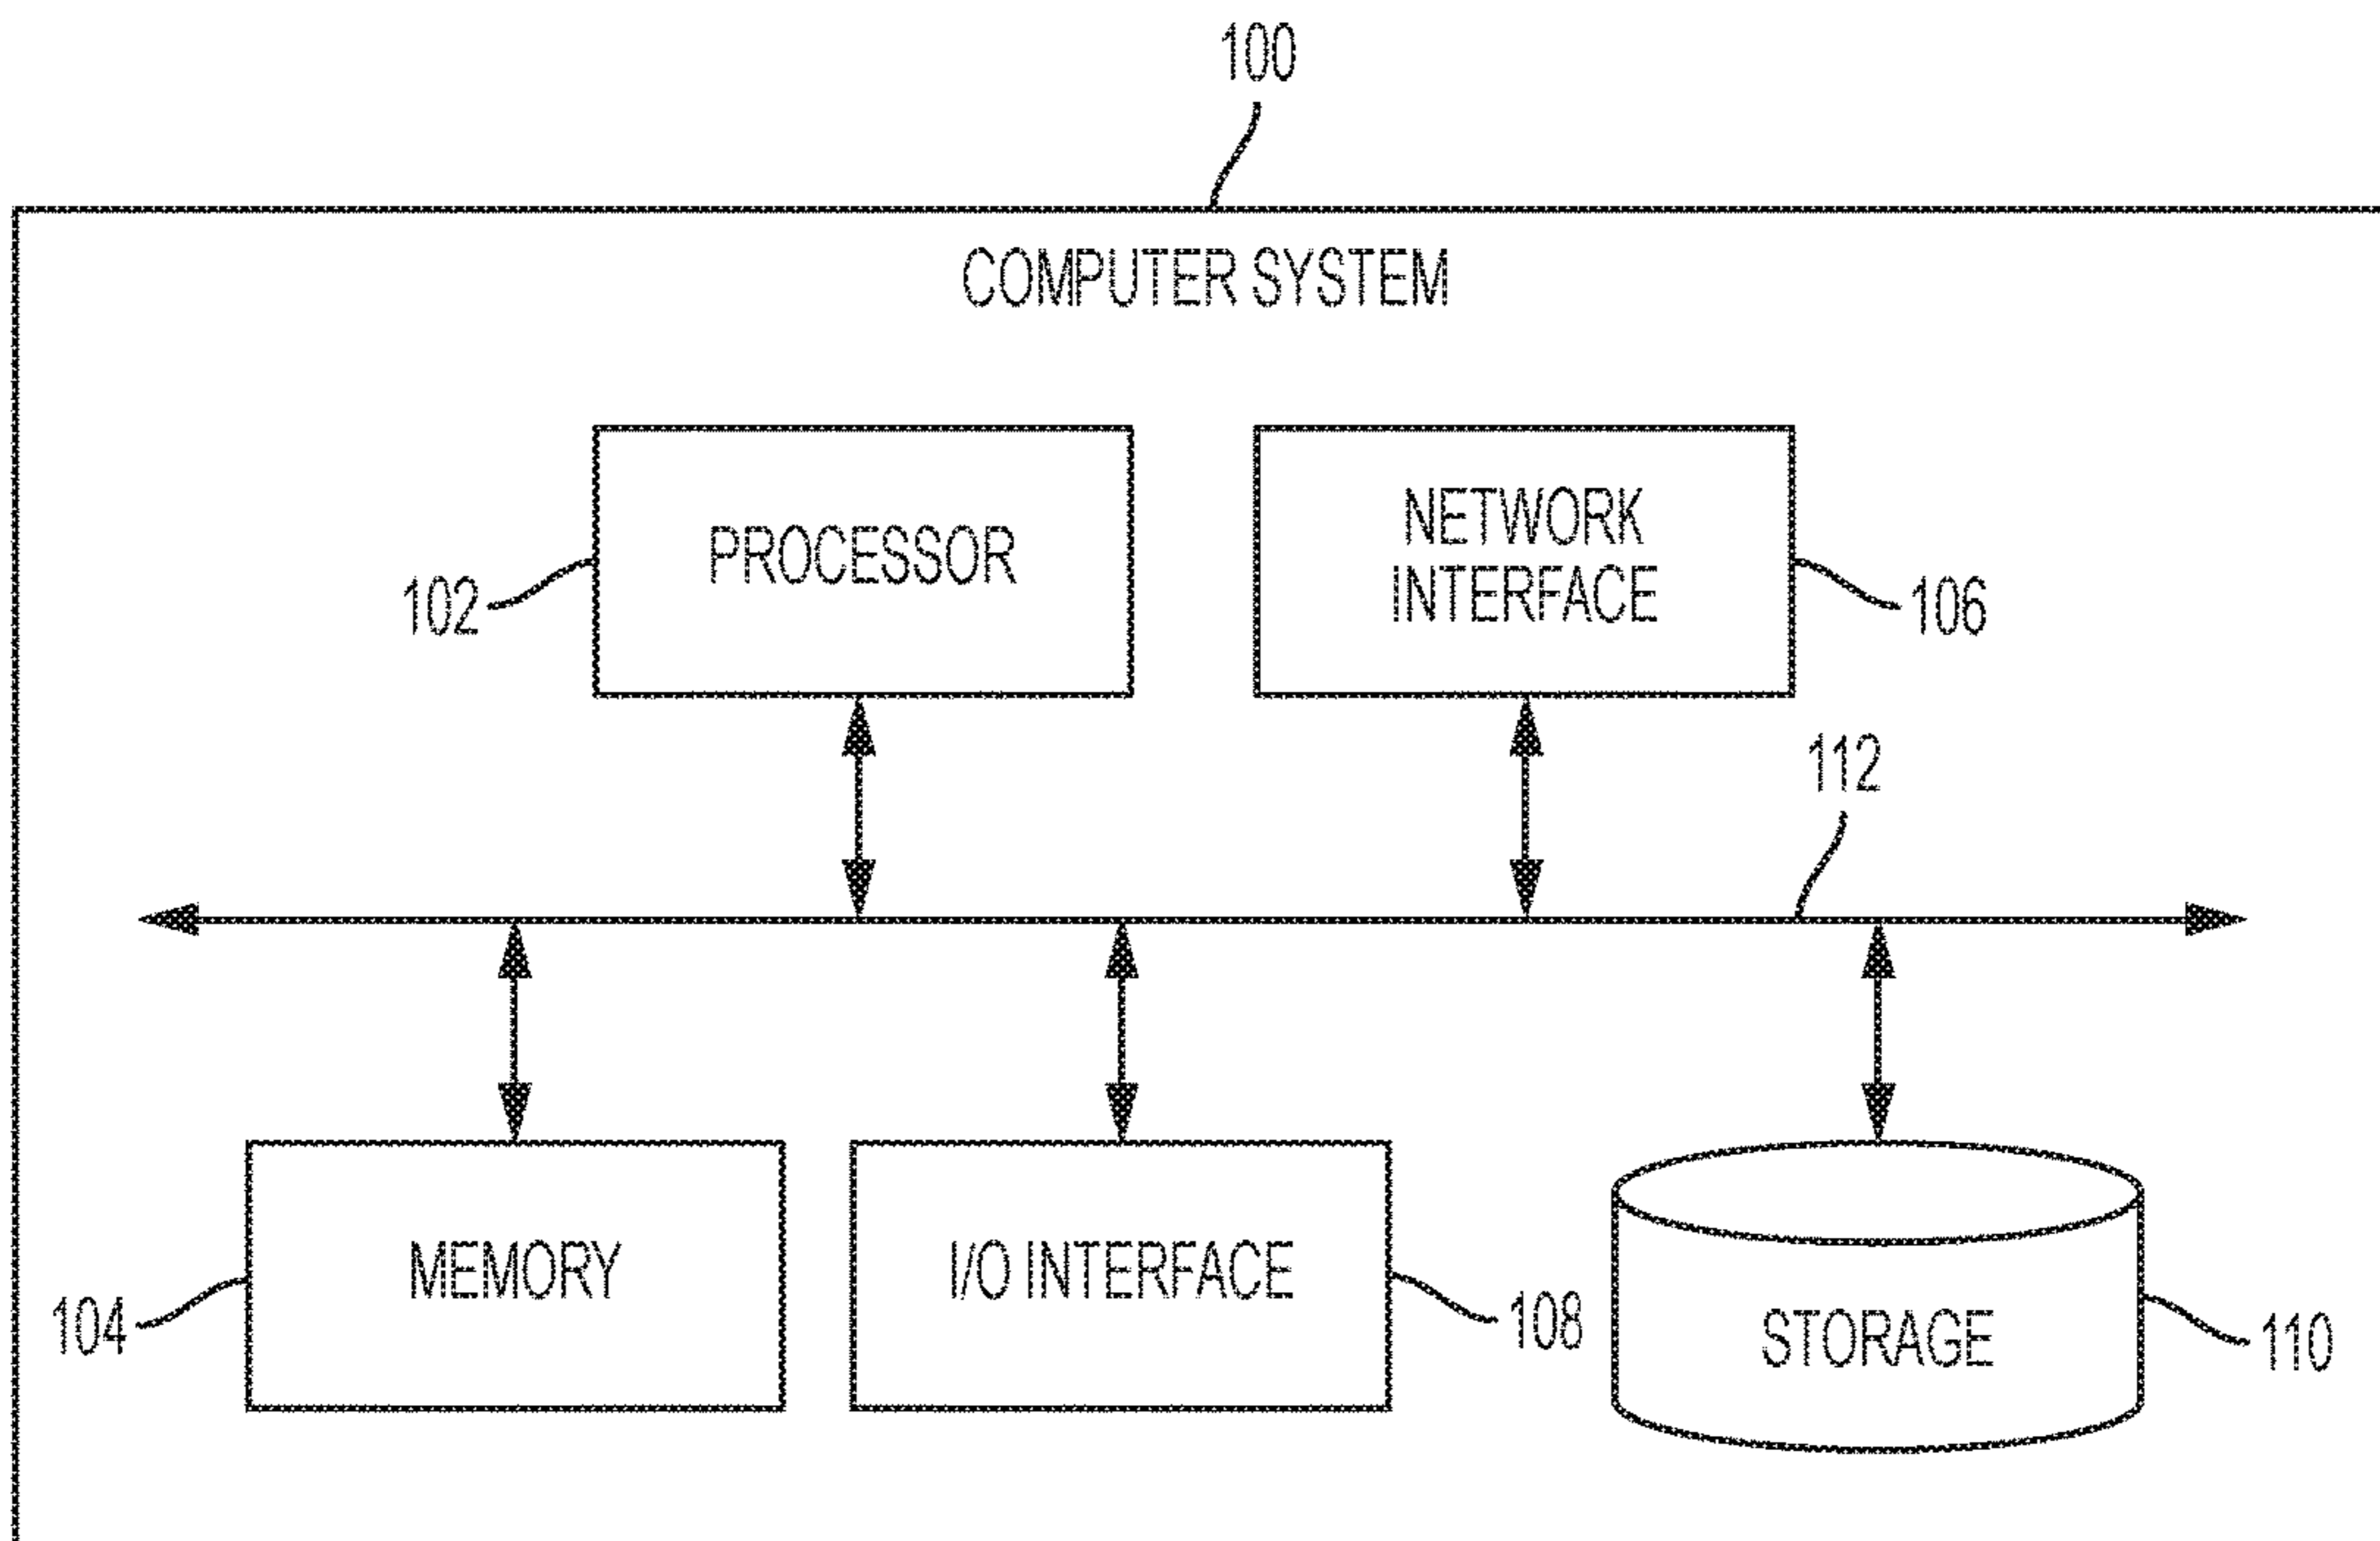 100
COMPUTER SYSTEM
PROCESSOR
NETWORK
INTERFACE
102
106
112
MEMORY
I/O INTERFACE
STORAGE
104
108
110